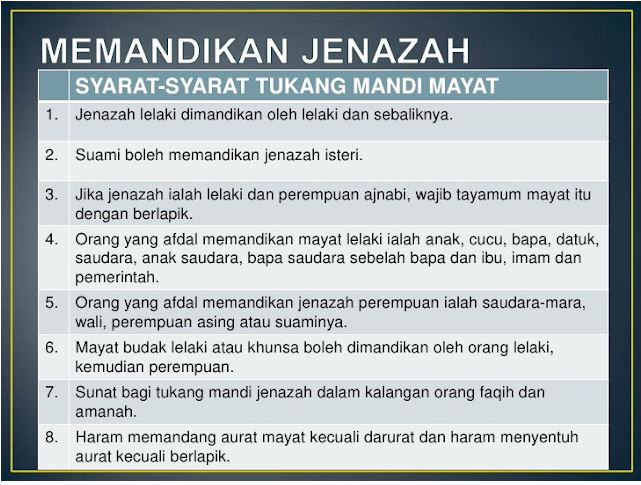 MEMANDIKAN JENAZAH
SYARAT-SYARAT TUKANG MANDI MAYAT
1. Jenazah lelaki dimandikan oleh lelaki dan sebaliknya.
2. Suami boleh memandikan jenazah isteri.
3. Jika jenazah ialah lelaki dan perempuan ajnabi, wajib tayamum mayat itu
dengan berlapik.
4. Orang yang afdal memandikan mayat lelaki ialah anak, cucu, bapa, datuk,
saudara, anak saudara, bapa saudara sebelah bapa dan ibu, imam dan
pemerintah.
5. Orang yang afdal memandikan jenazah perempuan ialah saudara-mara,
wali, perempuan asing atau suaminya.
6. Mayat budak lelaki atau khunsa boleh dimandikan oleh orang lelaki,
kemudian perempuan.
7. Sunat bagi tukang mandi jenazah dalam kalangan orang faqih dan
amanah.
8. Haram memandang aurat mayat kecuali darurat dan haram menyentuh
aurat kecuali berlapik.